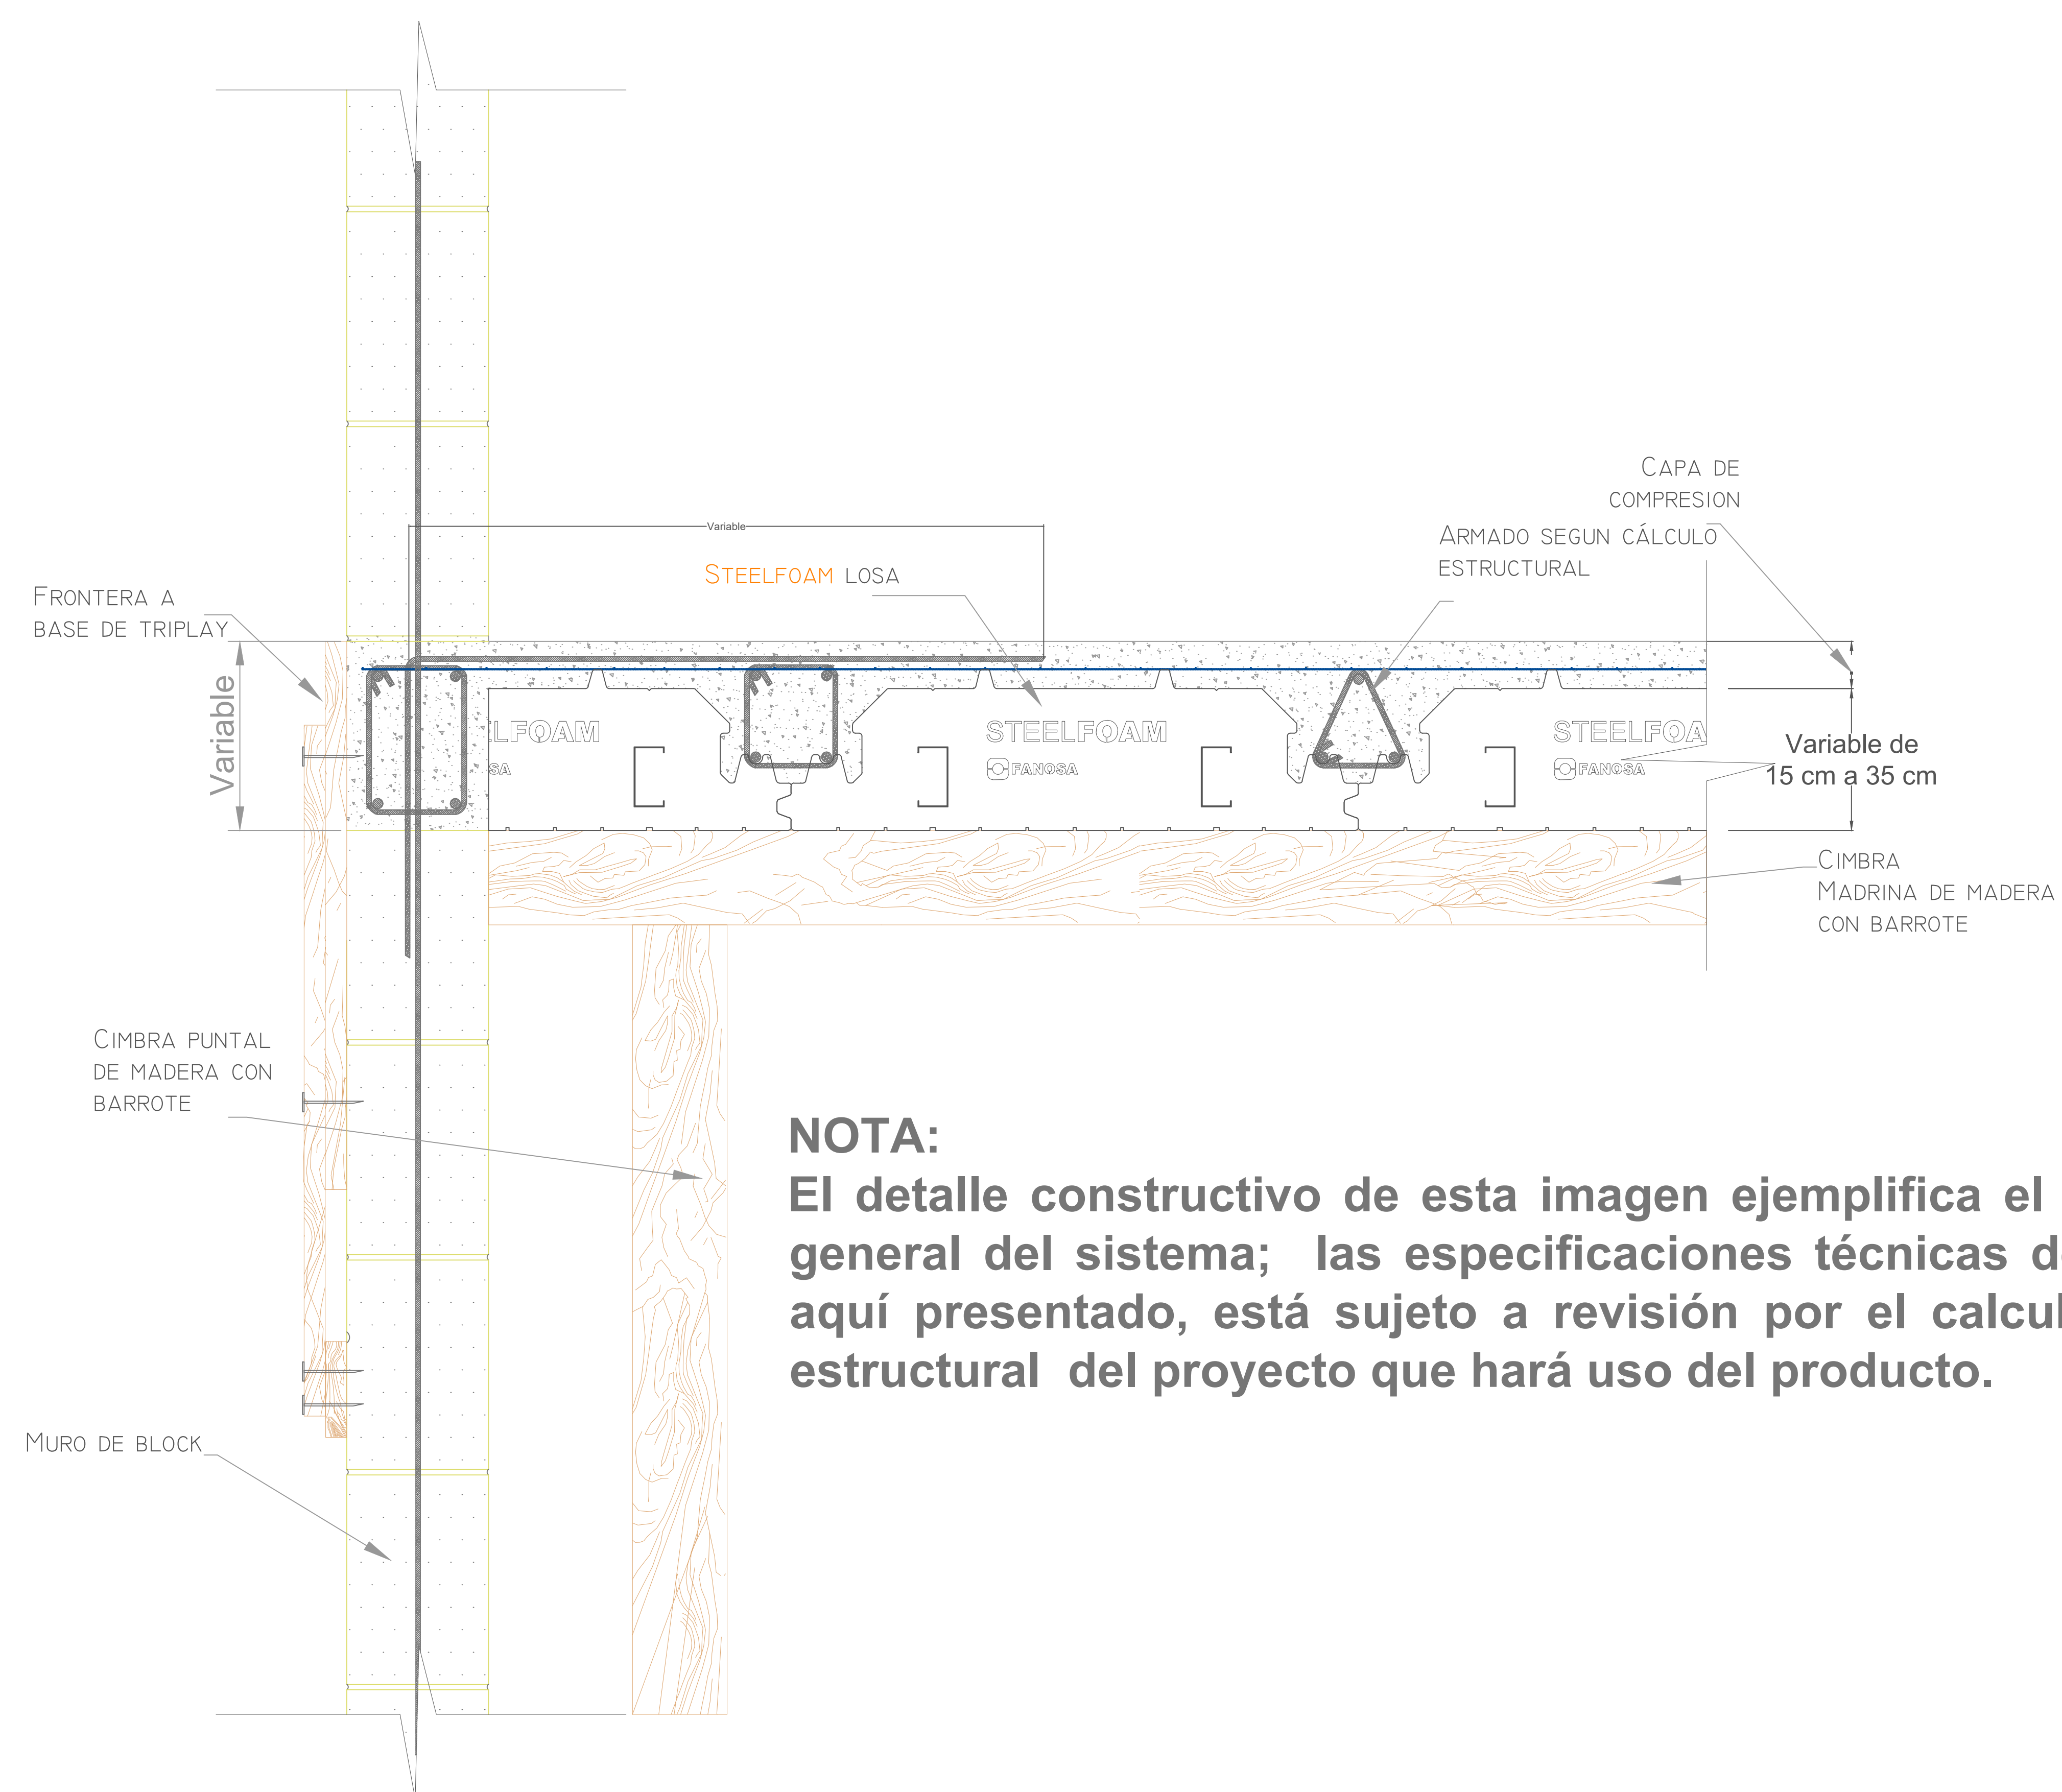 CAPA DE
COMPRESION
Variable
ARMADO SEGUN CÁLCULO
ESTRUCTURAL
STEELFOAM LOSA
FRONTERA A
BASE DE TRIPLAY
Variable
ELFOAM
SA
STEELFOAM
FANOSA
STEELFOA
FANOSA
Variable de
15 cm a 35 cm
CIMBRA
MADRINA DE MADERA
CON BARROTE
CIMBRA PUNTAL
DE MADERA CON
BARROTE
NOTA:
El detalle constructivo de esta imagen ejemplifica el
general del sistema; las especificaciones técnicas
aquí presentado, está sujeto a revisión por el
estructural del proyecto que hará uso del producto.
MURO DE BLOCK